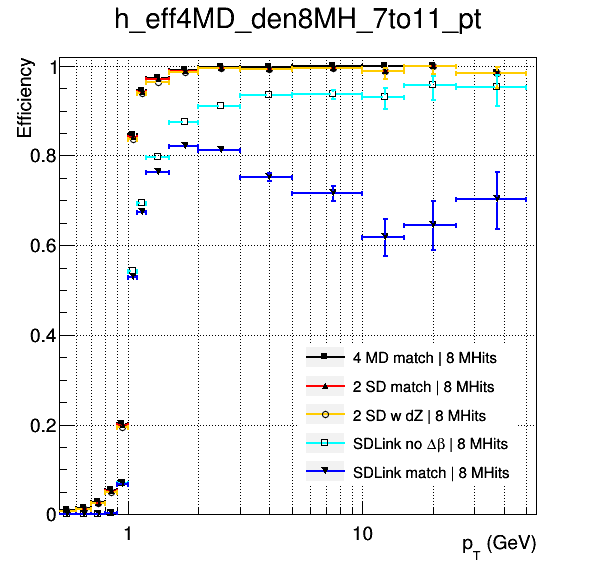 h_eff4MD_den8MH_7to11_pt
Efficiency
1
0.8
0.6
0.4
0.2
0
4 MD match | 8 MHits
2 SD match | 8 MHits
2 SD w dZ | 8 MHits
SDLink no Δβ | 8 MHits
SDLink match | 8 MHits
1 10
p_T (GeV)